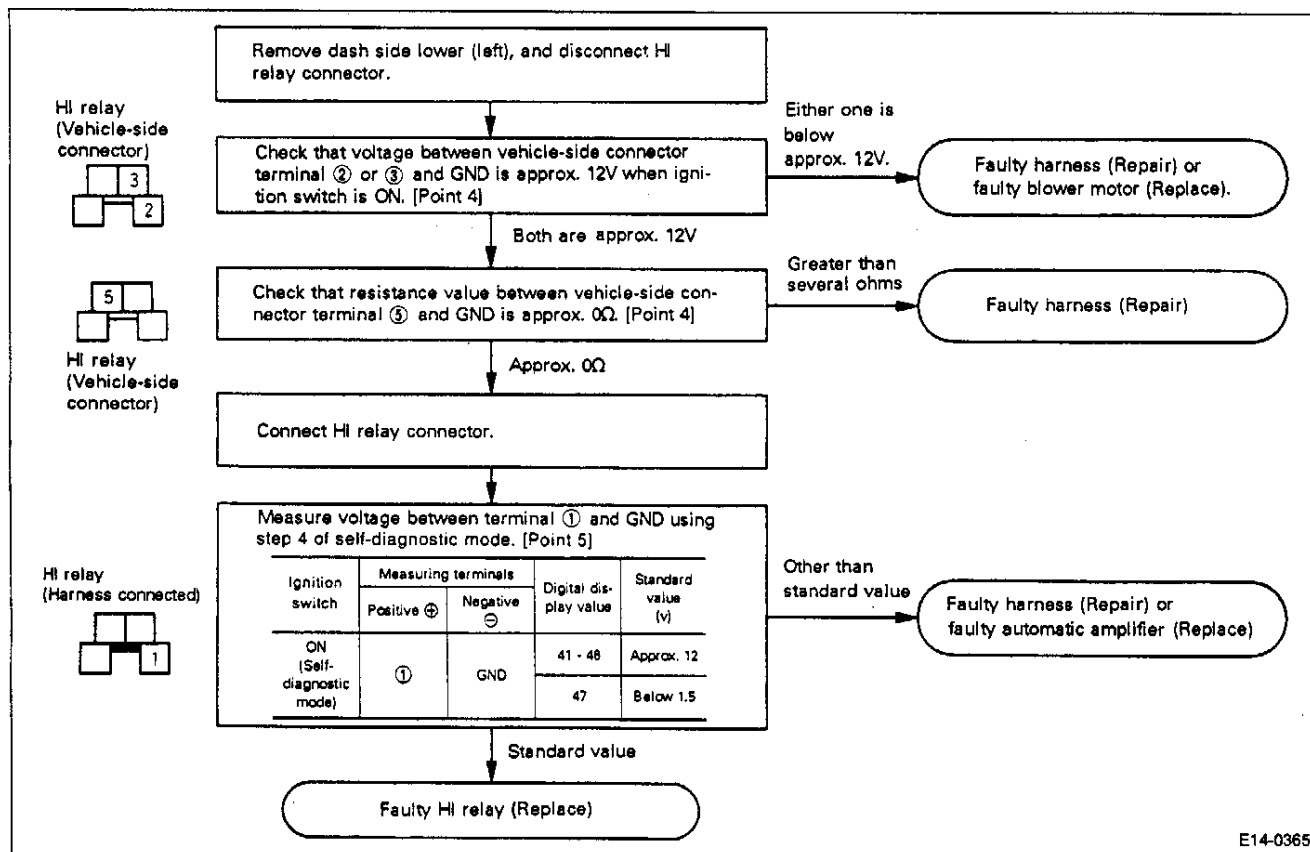 Remove dash side lower (left), and disconnect HI
relay connector.
HI relay
(Vehicle-side
connector)
3
2
Check that voltage between vehicle-side connector
terminal ② or ③ and GND is approx. 12V when igni-
tion switch is ON. [Point 4]
Either one is
below
approx. 12V.
Faulty harness (Repair) or
faulty blower motor (Replace).
Both are approx. 12V
5
HI relay
(Vehicle-side
connector)
Check that resistance value between vehicle-side con-
nector terminal ⑤ and GND is approx. 0Ω. [Point 4]
Greater than
several ohms
Faulty harness (Repair)
Approx. 0Ω
Connect HI relay connector.
HI relay
(Harness connected)
1
Measure voltage between terminal ① and GND using
step 4 of self-diagnostic mode. [Point 5]
Ignition
switch
Measuring terminals
Positive ⊕
Negative
⊖
Digital dis-
play value
Standard
value
(v)
ON
(Self-
diagnostic
mode)
①
GND
41 - 46
Approx. 12
47
Below 1.5
Other than
standard value
Faulty harness (Repair) or
faulty automatic amplifier (Replace)
Standard value
Faulty HI relay (Replace)
E14-0365